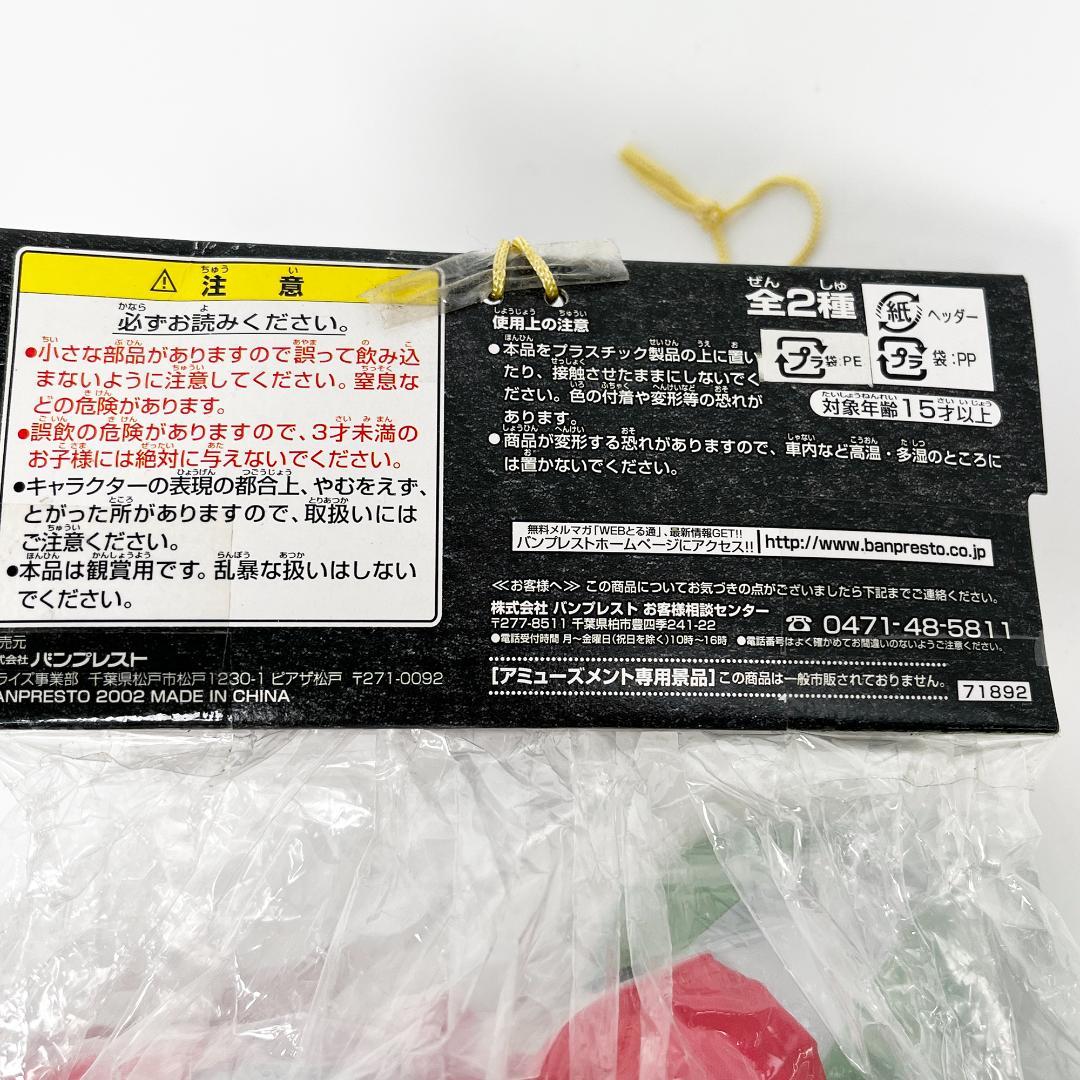 注意
必ずお読みください。
●小さな部品がありますので誤って飲み込
まないように注意してください。窒息な
どの危険があります。
●誤飲の危険がありますので、3才未満の
お子様には絶対に与えないでください。
●キャラクターの表現の都合上、やむをえず、
とがった所がありますので、取扱いには
ご注意ください。
●本品は観賞用です。乱暴な扱いはしない
でください。
売元
式会社 バンプレスト
ライズ事業部 千葉県松戸市松戸1230-1 ピアザ松戸 〒271-0092
ANPRESTO 2002 MADE IN CHINA
使用上の注意
●本品をプラスチック製品の上に置い
たり、接触させたままにしないでく
ださい。色の付着や変形等の恐れが
あります。
●商品が変形する恐れがありますので、車内など高温・多湿のところに
は置かないでください。
全2種
紙 ヘッダー
プラ 袋:PE
プラ 袋:PP
対象年齢15才以上
無料メルマガ「WEBとる通」、最新情報GET!!
バンプレストホームページにアクセス!!
http://www.banpresto.co.jp
≪お客様へ≫ この商品についてお気づきの点がございましたら下記までご連絡ください。
株式会社 バンプレスト お客様相談センター
〒277-8511 千葉県柏市豊四季241-22
☎ 0471-48-5811
●電話受付時間 月～金曜日(祝日を除く)10時～16時 ●電話番号はよく確かめてお間違いのないようご注意ください。
[アミューズメント専用景品]この商品は一般市販されておりません。
71892